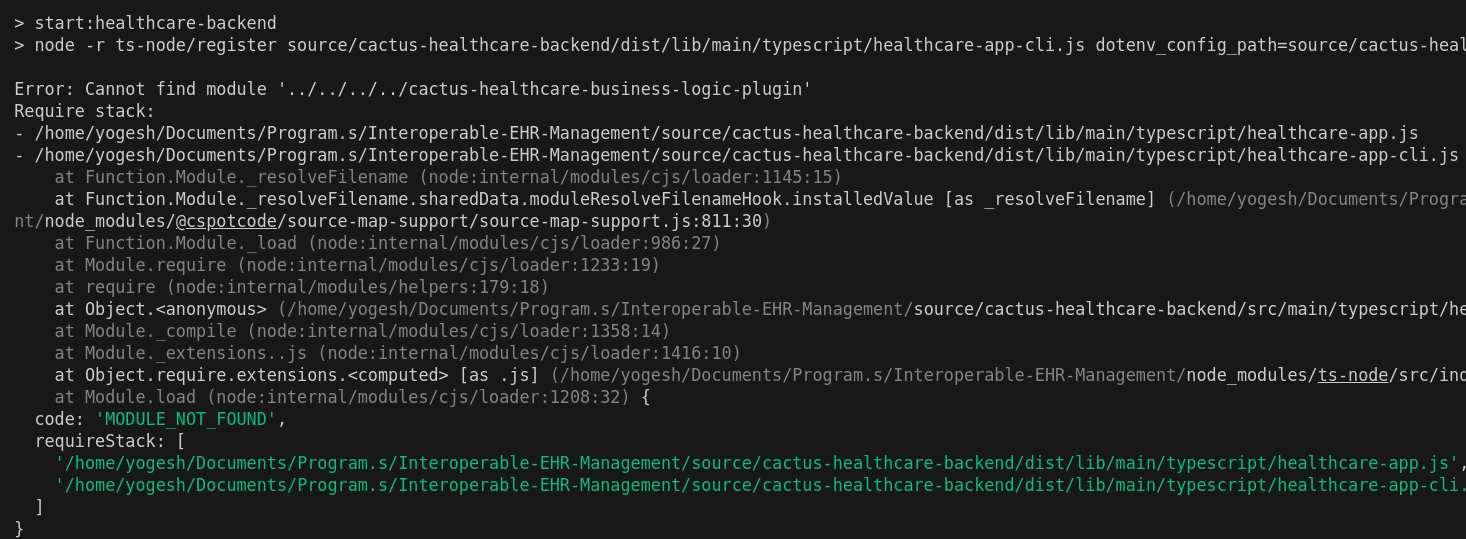 > start:healthcare-backend
> node -r ts-node/register source/cactus-healthcare-backend/dist/lib/main/typescript/healthcare-app-cli.js dotenv_config_path=source/cactus-heal
Error: Cannot find module '../../../../cactus-healthcare-business-logic-plugin'
Require stack:
- /home/yogesh/Documents/Program.s/Interoperable-EHR-Management/source/cactus-healthcare-backend/dist/lib/main/typescript/healthcare-app.js
- /home/yogesh/Documents/Program.s/Interoperable-EHR-Management/source/cactus-healthcare-backend/dist/lib/main/typescript/healthcare-app-cli.js
    at Function.Module._resolveFilename (node:internal/modules/cjs/loader:1145:15)
    at Function.Module._resolveFilename.sharedData.moduleResolveFilenameHook.installedValue [as _resolveFilename] (/home/yogesh/Documents/Progra
nt/node_modules/@cspotcode/source-map-support/source-map-support.js:811:30)
    at Function.Module._load (node:internal/modules/cjs/loader:986:27)
    at Module.require (node:internal/modules/cjs/loader:1233:19)
    at require (node:internal/modules/helpers:179:18)
    at Object.<anonymous> (/home/yogesh/Documents/Program.s/Interoperable-EHR-Management/source/cactus-healthcare-backend/src/main/typescript/he
    at Module._compile (node:internal/modules/cjs/loader:1358:14)
    at Module._extensions..js (node:internal/modules/cjs/loader:1416:10)
    at Object.require.extensions.<computed> [as .js] (/home/yogesh/Documents/Program.s/Interoperable-EHR-Management/node_modules/ts-node/src/ind
    at Module.load (node:internal/modules/cjs/loader:1208:32) {
  code: 'MODULE_NOT_FOUND',
  requireStack: [
    '/home/yogesh/Documents/Program.s/Interoperable-EHR-Management/source/cactus-healthcare-backend/dist/lib/main/typescript/healthcare-app.js',
    '/home/yogesh/Documents/Program.s/Interoperable-EHR-Management/source/cactus-healthcare-backend/dist/lib/main/typescript/healthcare-app-cli.
  ]
}